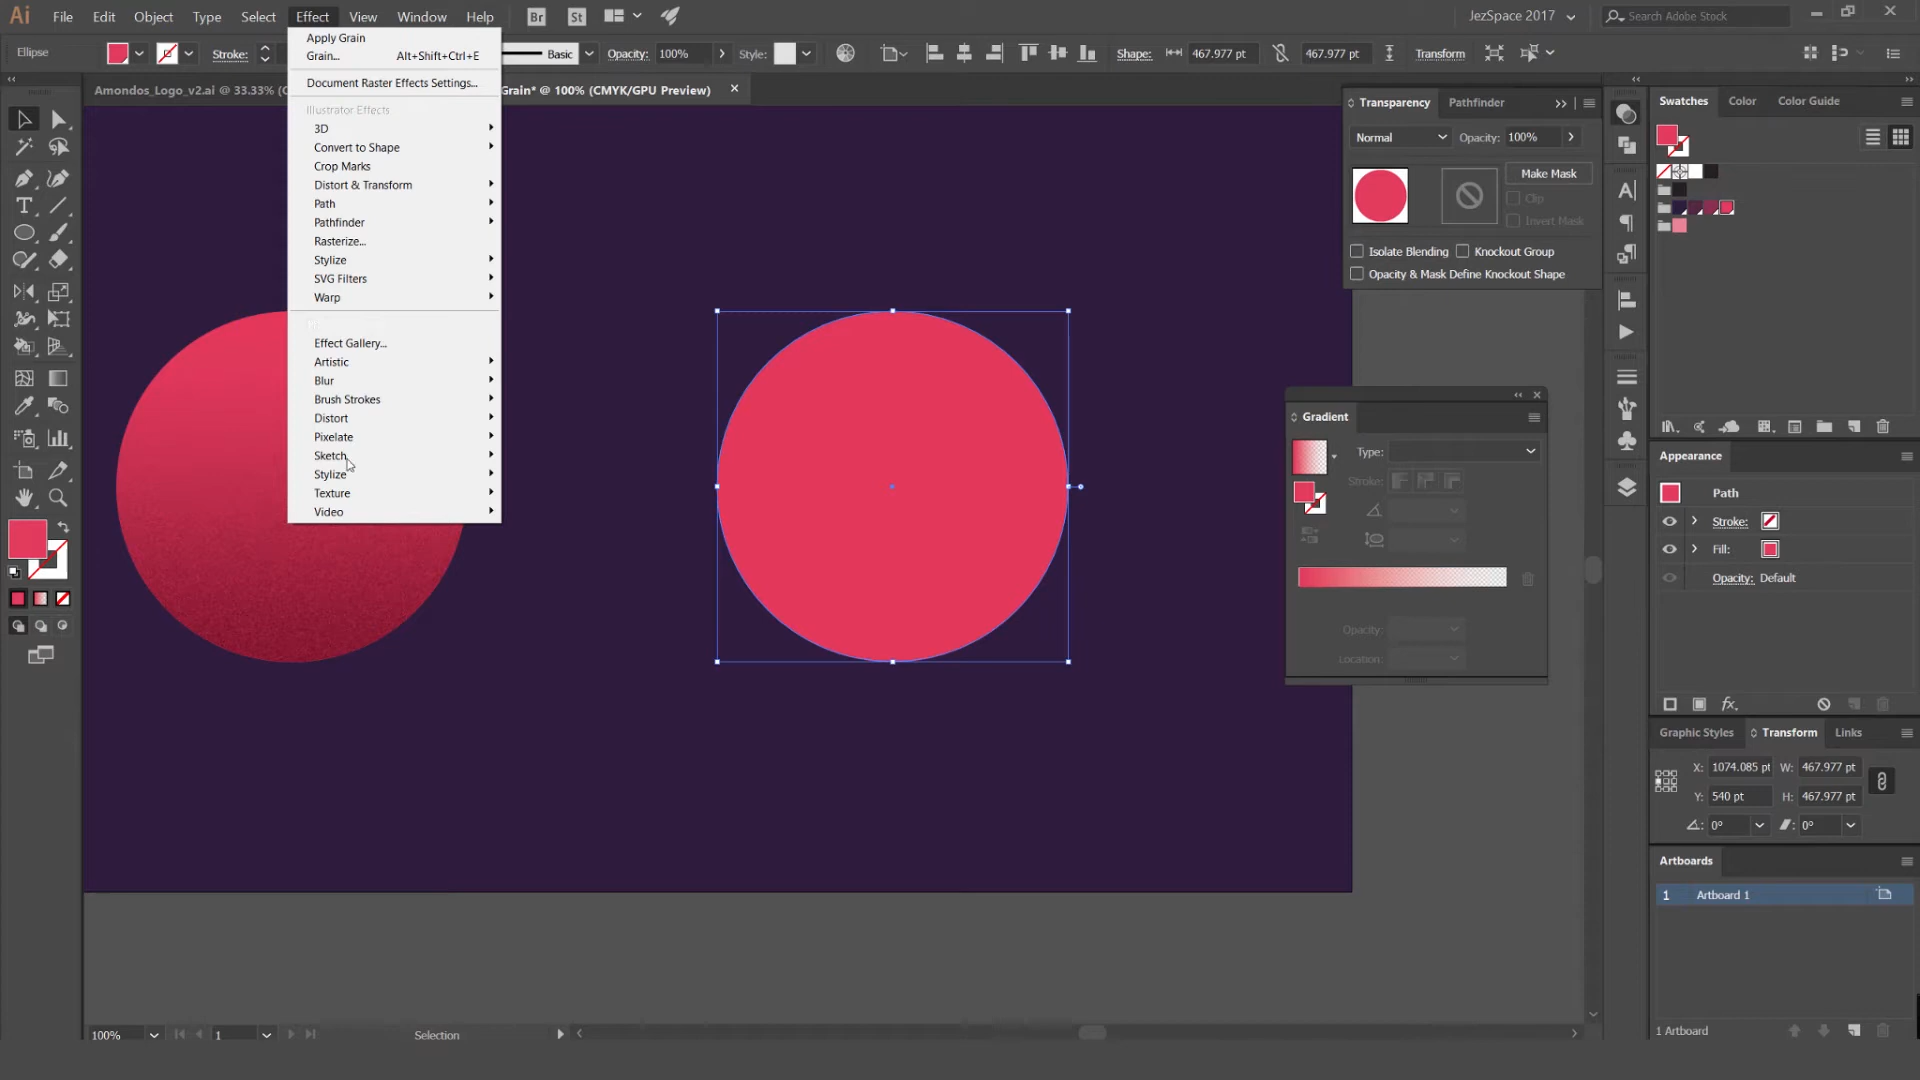 Ai File Edit Object Type Select Effect View Window Help Br St JezSpace 2017 Search Adobe Stock
Ellipse Stroke: Basic Opacity: 100% Style: Shape: 467.977 pt 467.977 pt Transform
Amondos_Logo_v2.ai @ 33.33% (C Grain* @ 100% (CMYK/GPU Preview)
Apply Grain
Grain... Alt+Shift+Ctrl+E
Document Raster Effects Settings...
Illustrator Effects
3D
Convert to Shape
Crop Marks
Distort & Transform
Path
Pathfinder
Rasterize...
Stylize
SVG Filters
Warp
Effect Gallery...
Artistic
Blur
Brush Strokes
Distort
Pixelate
Sketch
Stylize
Texture
Video
Transparency Pathfinder
Normal Opacity: 100%
Make Mask
Clip
Invert Mask
Isolate Blending Knockout Group
Opacity & Mask Define Knockout Shape
Gradient
Type:
Stroke:
Opacity:
Location:
Swatches Color Color Guide
Appearance
Path
Stroke:
Fill:
Opacity: Default
fx
Graphic Styles Transform Links
X: 1074.085 pt W: 467.977 pt
Y: 540 pt H: 467.977 pt
0° 0°
Artboards
1 Artboard 1
1 Artboard
100% 1 Selection